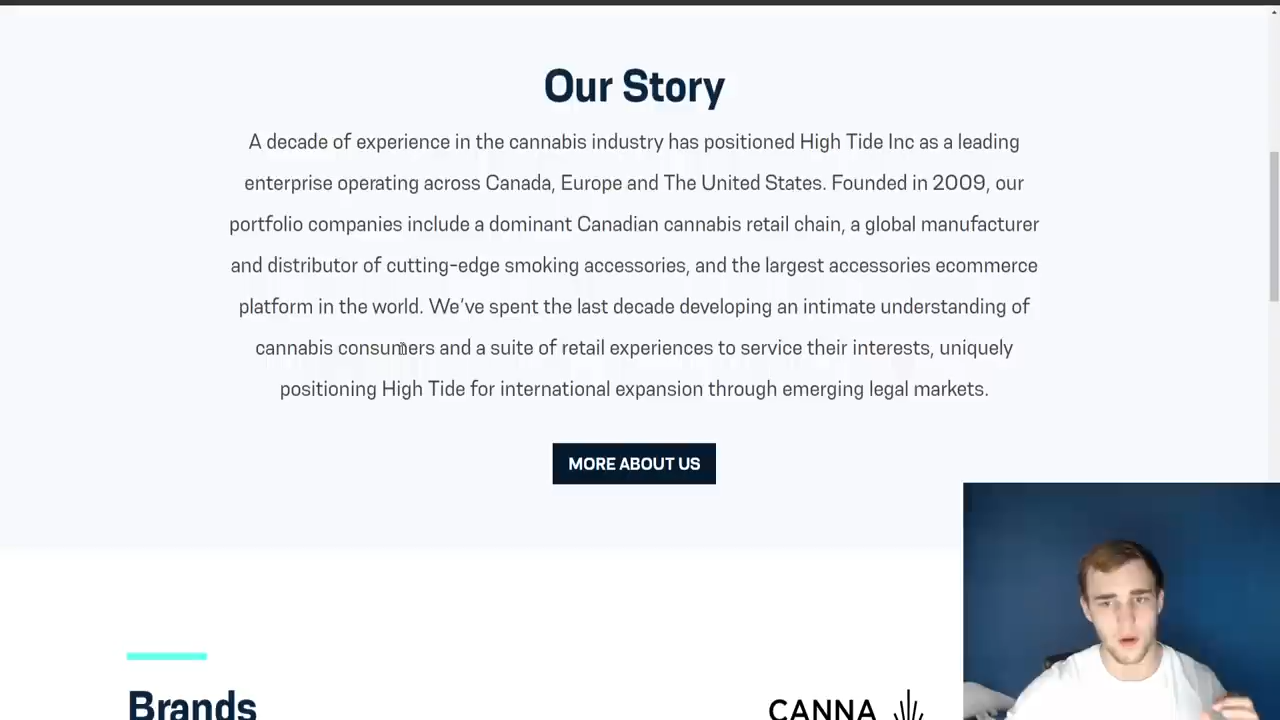 Our Story
A decade of experience in the cannabis industry has positioned High Tide Inc as a leading
enterprise operating across Canada, Europe and The United States. Founded in 2009, our
portfolio companies include a dominant Canadian cannabis retail chain, a global manufacturer
and distributor of cutting-edge smoking accessories, and the largest accessories ecommerce
platform in the world. We've spent the last decade developing an intimate understanding of
cannabis consumers and a suite of retail experiences to service their interests, uniquely
positioning High Tide for international expansion through emerging legal markets.
MORE ABOUT US
Brands
CANNA